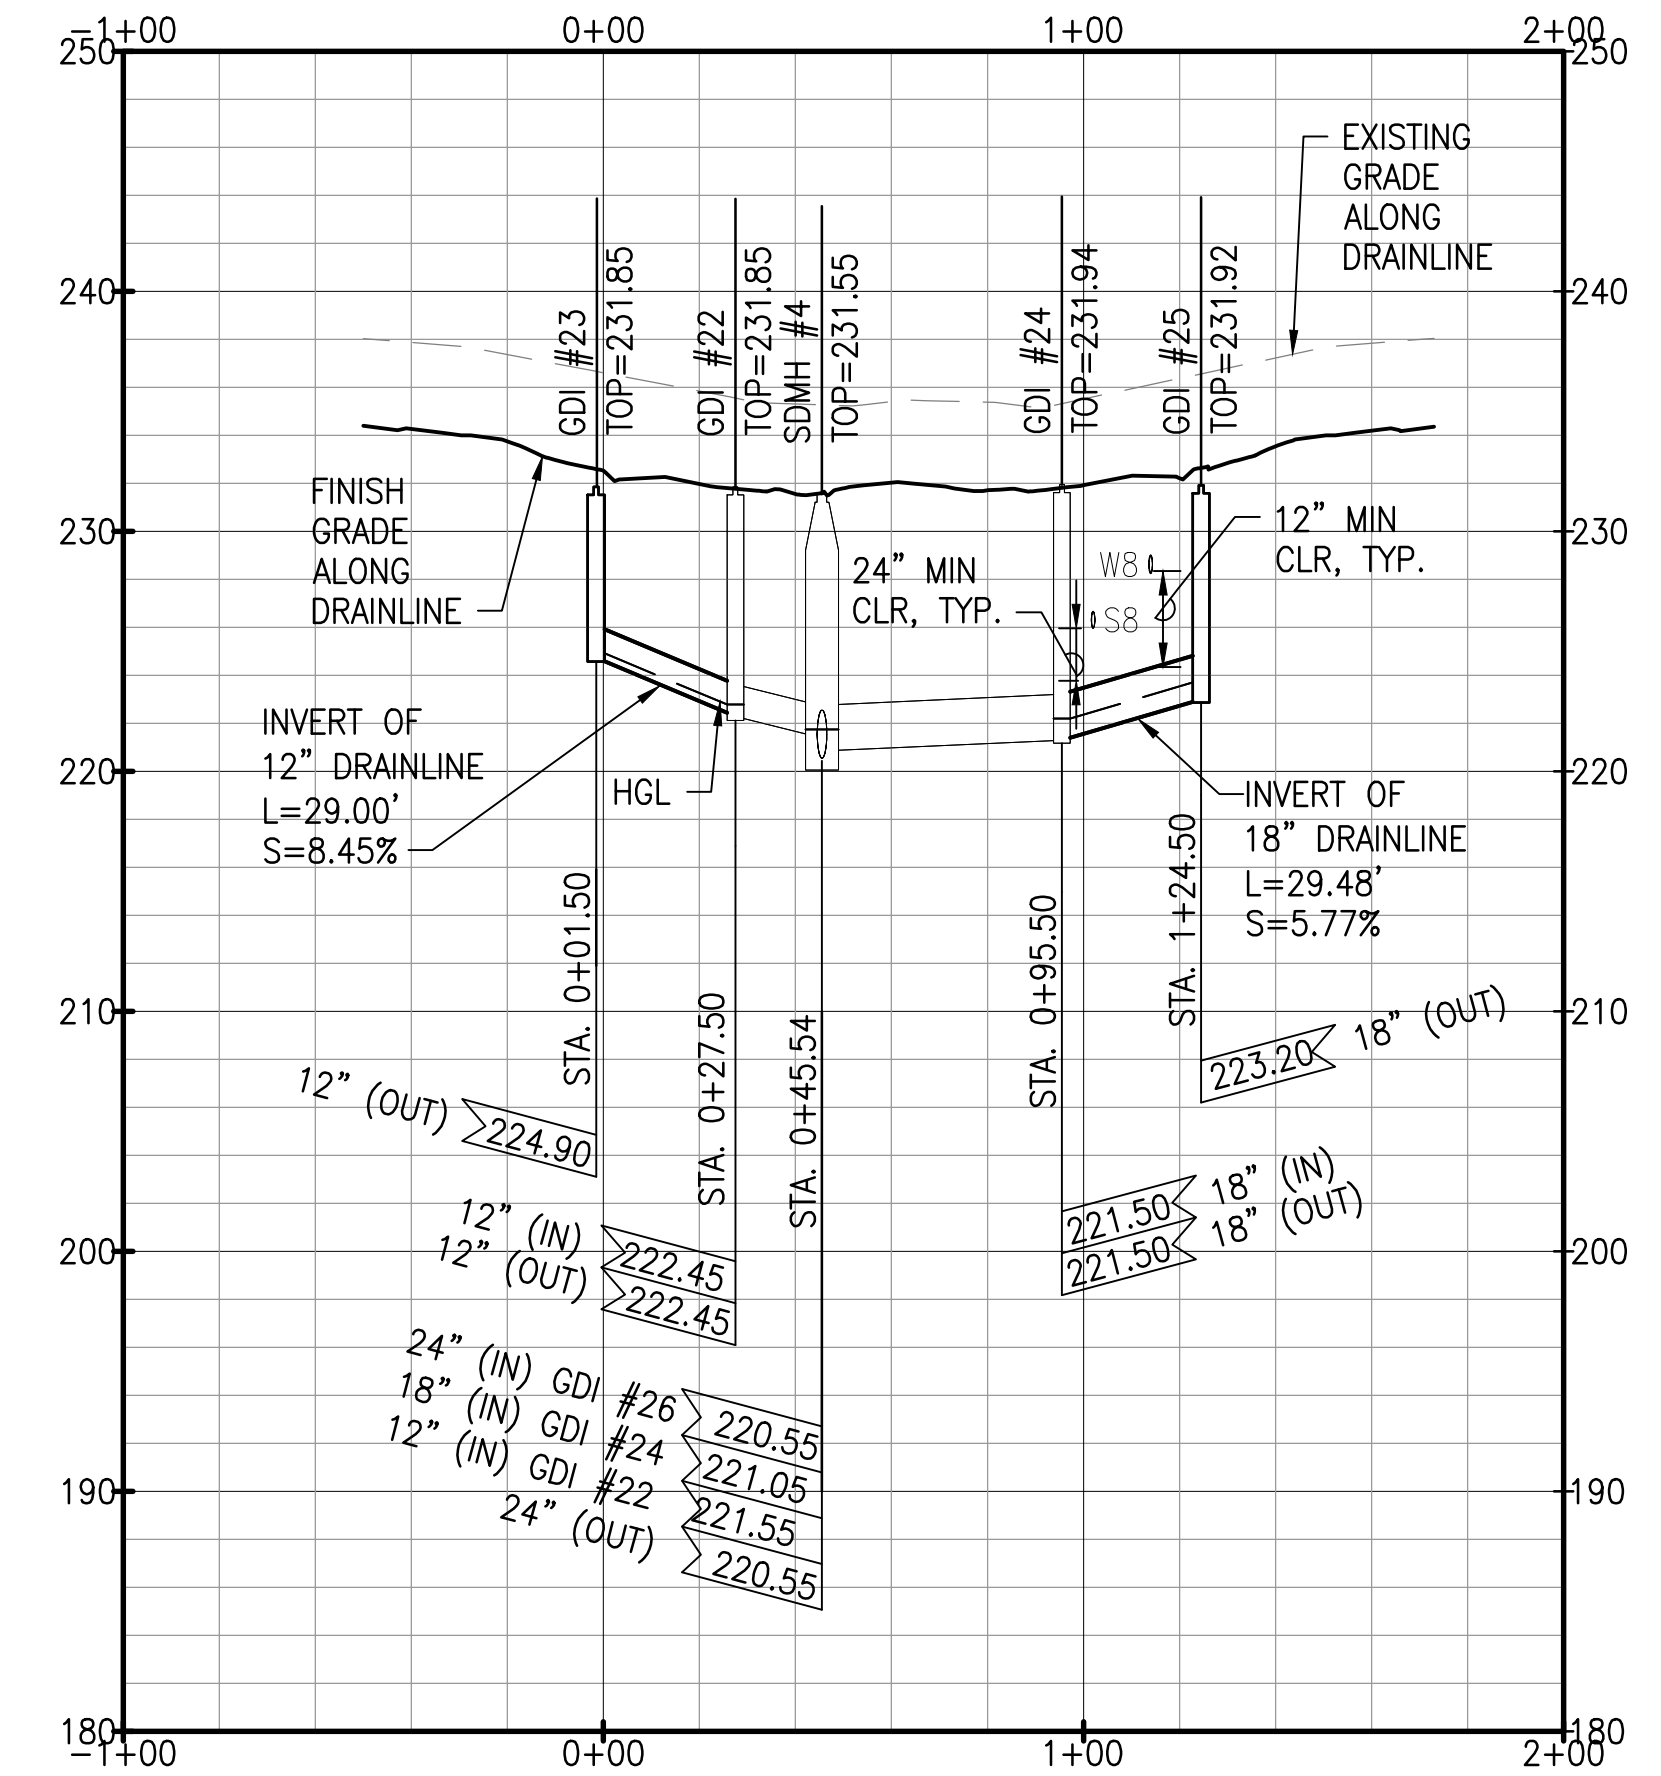 -1+00 0+00 1+00 2+00
250 250
EXISTING
GRADE
ALONG
DRAINLINE
240 240
GDI #23
TOP=231.85
GDI #22
TOP=231.85
SDMH #4
TOP=231.55
GDI #24
TOP=231.94
GDI #25
TOP=231.92
FINISH
GRADE
ALONG
DRAINLINE
230 230
24” MIN
CLR, TYP.
W8
S8
12” MIN
CLR, TYP.
INVERT OF
12” DRAINLINE
L=29.00’
S=8.45%
HGL
220 220
INVERT OF
18” DRAINLINE
L=29.48’
S=5.77%
STA. 0+01.50
STA. 0+27.50
STA. 0+45.54
STA. 0+95.50
STA. 1+24.50
210 210
223.20 18” (OUT)
12” (OUT) 224.90
221.50 18” (IN)
221.50 18” (OUT)
12” (IN) 222.45
12” (OUT) 222.45
200 200
24” (IN) GDI #26 220.55
18” (IN) GDI #24 221.05
12” (IN) GDI #22 221.55
24” (OUT) 220.55
190 190
180 180
-1+00 0+00 1+00 2+00